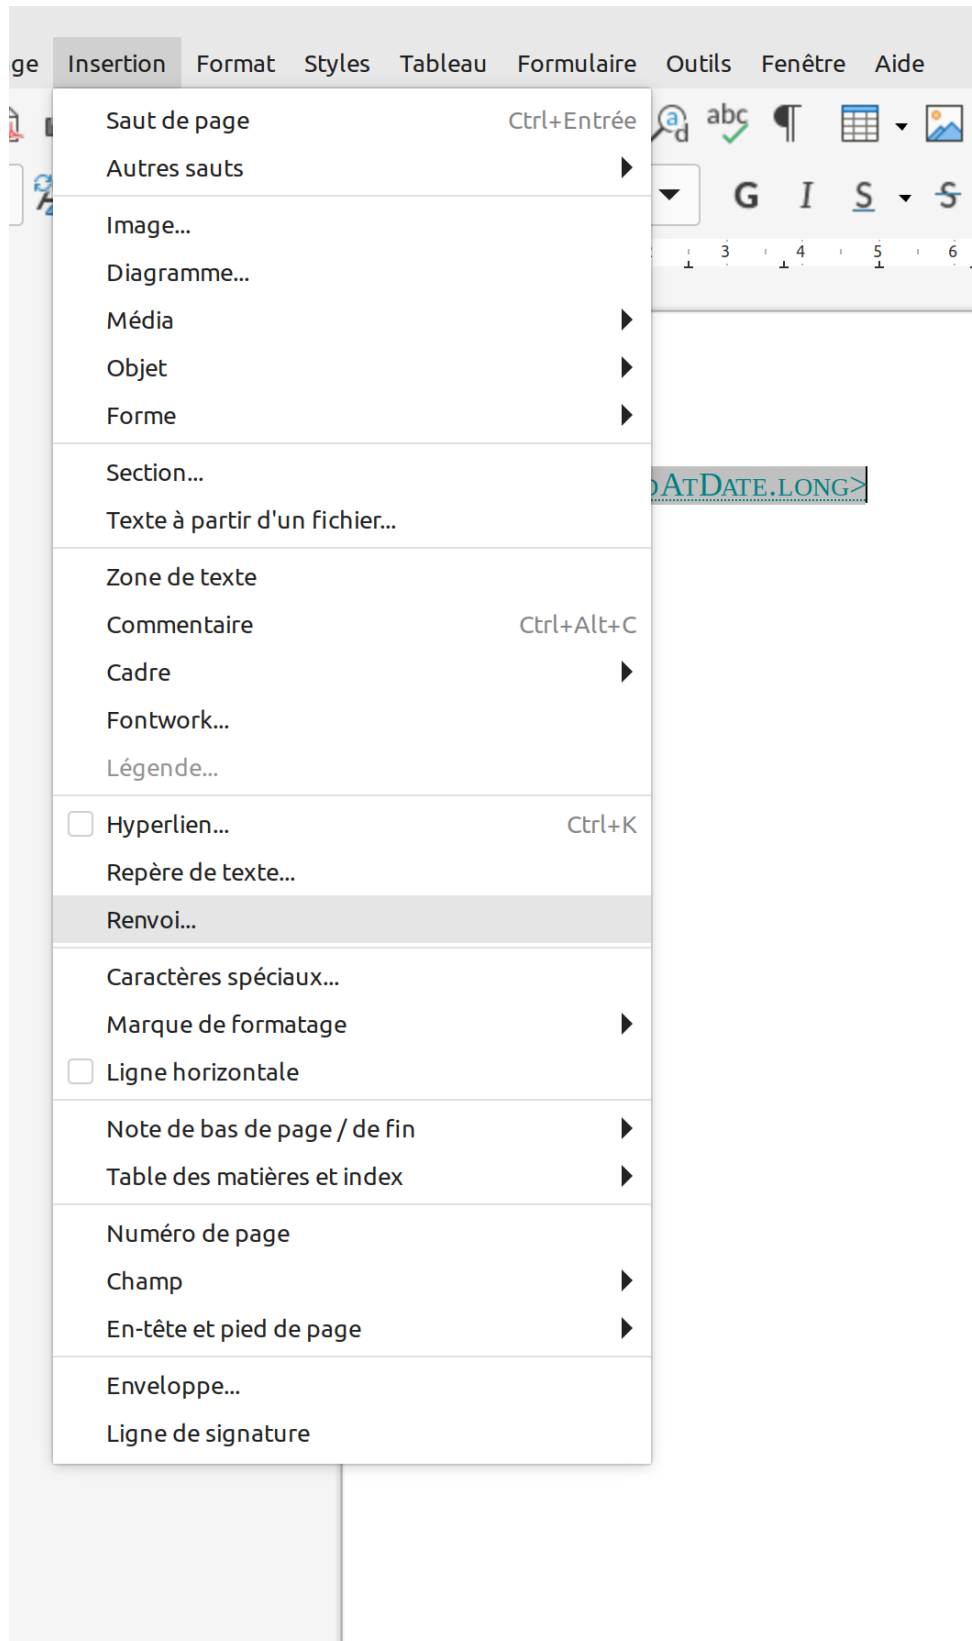 ge Insertion Format Styles Tableau Formulaire Outils Fenêtre Aide
Saut de page Ctrl+Entrée
Autres sauts
Image...
Diagramme...
Média
Objet
Forme
Section...
Texte à partir d'un fichier...
Zone de texte
Commentaire Ctrl+Alt+C
Cadre
Fontwork...
Légende...
Hyperlien... Ctrl+K
Repère de texte...
Renvoi...
Caractères spéciaux...
Marque de formatage
Ligne horizontale
Note de bas de page / de fin
Table des matières et index
Numéro de page
Champ
En-tête et pied de page
Enveloppe...
Ligne de signature
abc
G I S S
3 4 5 6
AtDate.long>